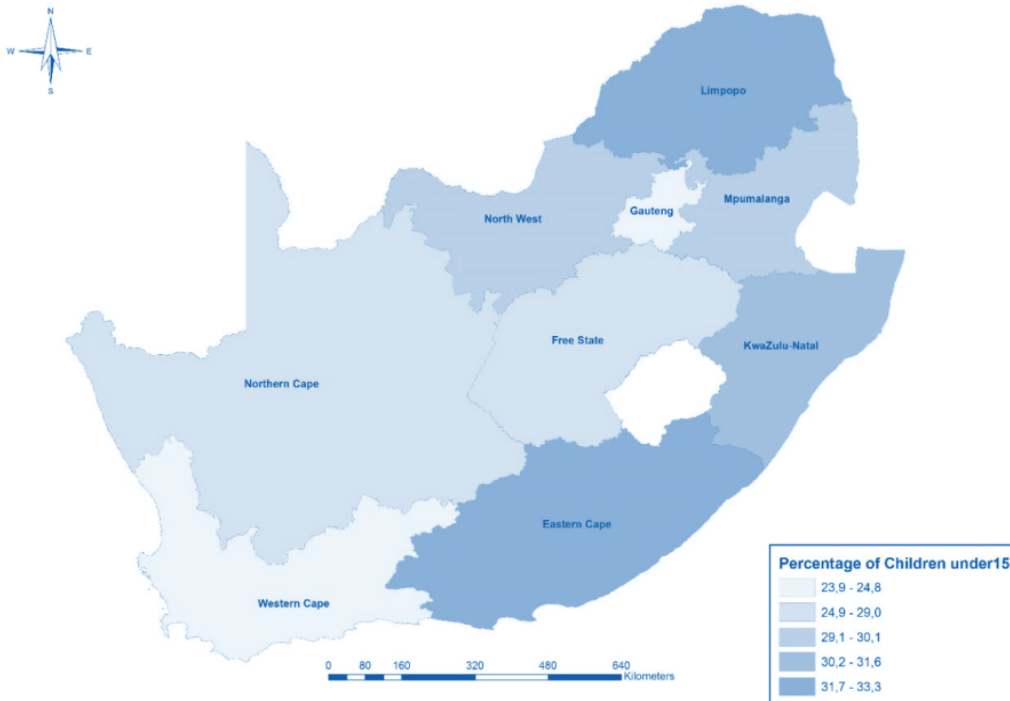 N
W E
S
Limpopo
Mpumalanga
Gauteng
North West
Free State
KwaZulu-Natal
Northern Cape
Eastern Cape
Western Cape
Percentage of Children under15
23,9 - 24,8
24,9 - 29,0
29,1 - 30,1
30,2 - 31,6
31,7 - 33,3
0 80 160 320 480 640
Kilometers